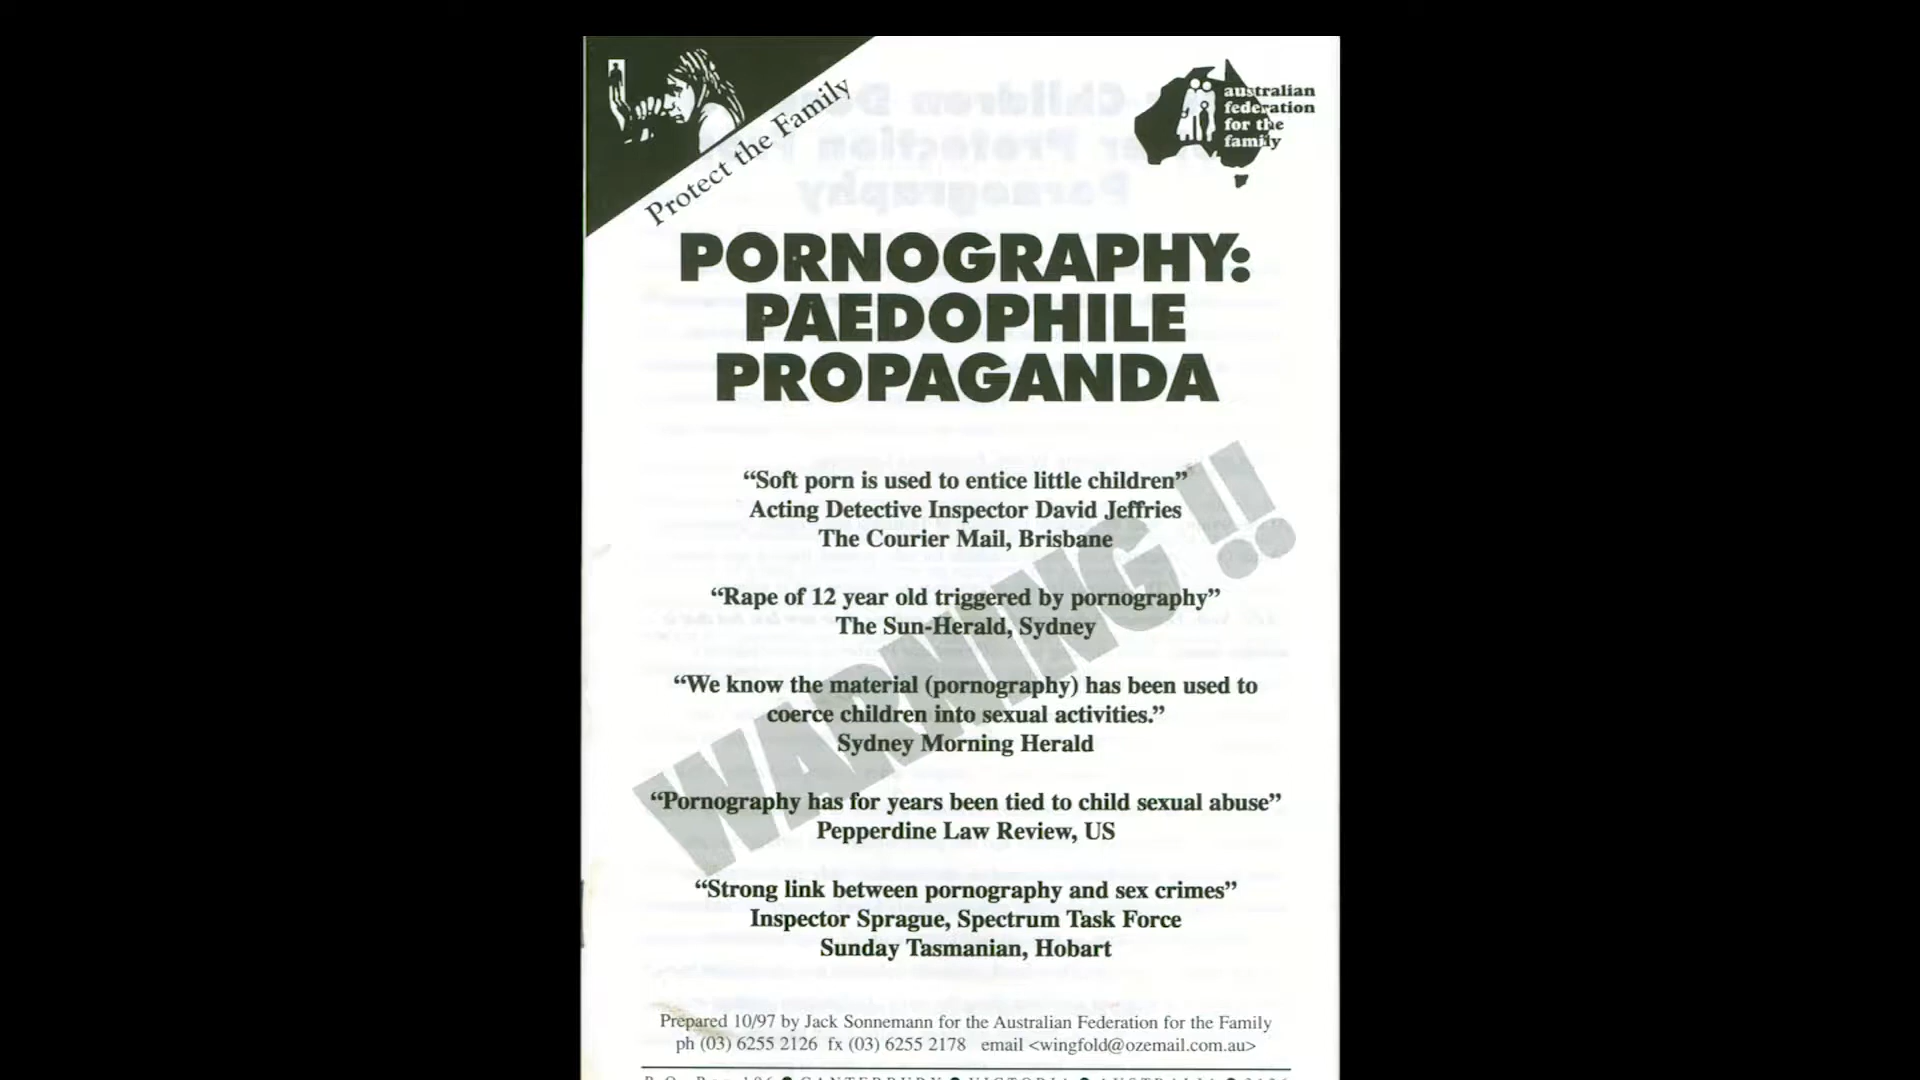 Protect the Family
australian
federation
for the
family
PORNOGRAPHY:
PAEDOPHILE
PROPAGANDA
WARNING !!
“Soft porn is used to entice little children”
Acting Detective Inspector David Jeffries
The Courier Mail, Brisbane
“Rape of 12 year old triggered by pornography”
The Sun-Herald, Sydney
“We know the material (pornography) has been used to
coerce children into sexual activities.”
Sydney Morning Herald
“Pornography has for years been tied to child sexual abuse”
Pepperdine Law Review, US
“Strong link between pornography and sex crimes”
Inspector Sprague, Spectrum Task Force
Sunday Tasmanian, Hobart
Prepared 10/97 by Jack Sonnemann for the Australian Federation for the Family
ph (03) 6255 2126 fx (03) 6255 2178 email <wingfold@ozemail.com.au>